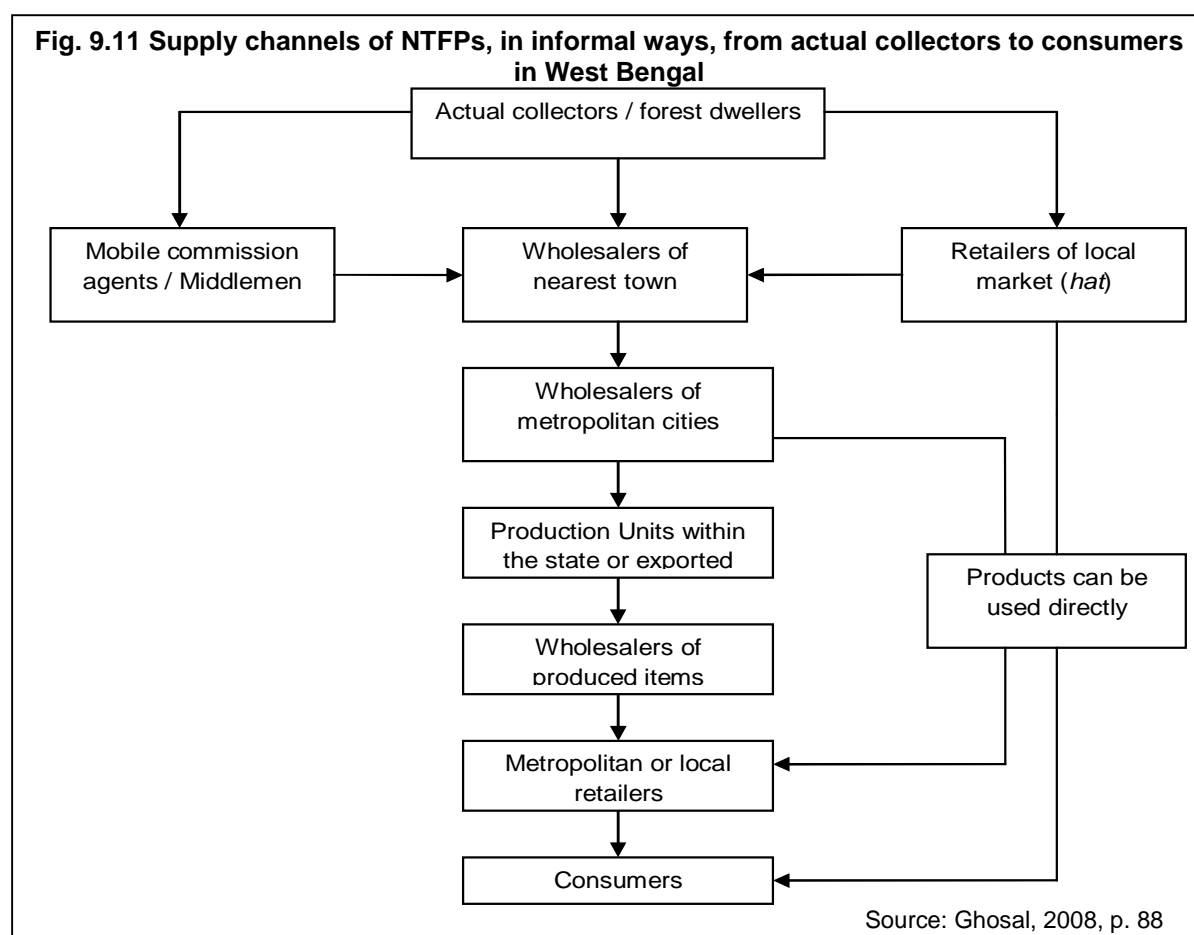 Fig. 9.11 Supply channels of NTFPs, in informal ways, from actual collectors to consumers
in West Bengal
Actual collectors / forest dwellers
Mobile commission
agents / Middlemen
Wholesalers of
nearest town
Retailers of local
market (hat)
Wholesalers of
metropolitan cities
Production Units within
the state or exported
Products can be
used directly
Wholesalers of
produced items
Metropolitan or local
retailers
Consumers
Source: Ghosal, 2008, p. 88